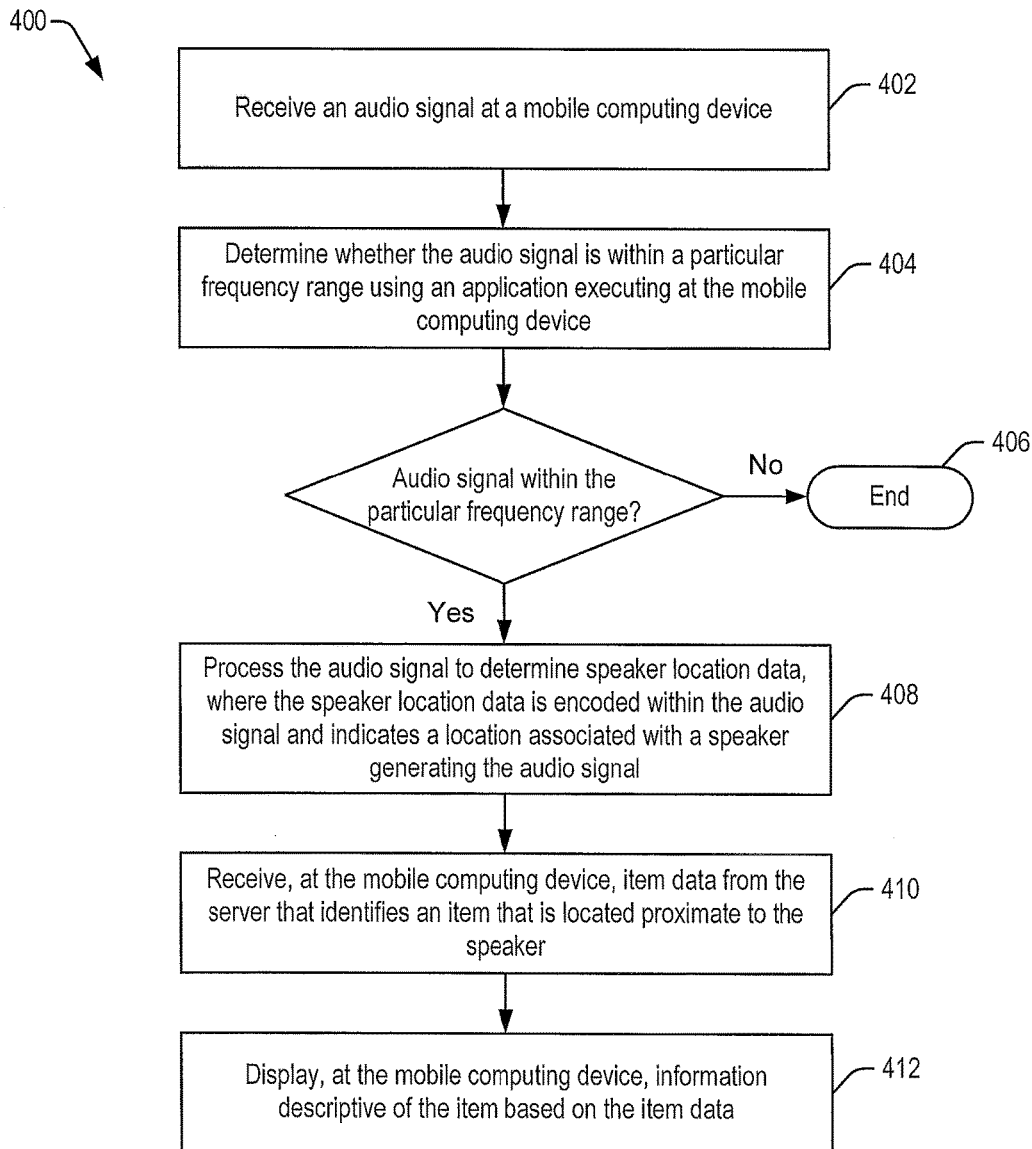 400
Receive an audio signal at a mobile computing device
402
Determine whether the audio signal is within a particular
frequency range using an application executing at the mobile
computing device
404
Audio signal within the
particular frequency range?
No
End
406
Yes
Process the audio signal to determine speaker location data,
where the speaker location data is encoded within the audio
signal and indicates a location associated with a speaker
generating the audio signal
408
Receive, at the mobile computing device, item data from the
server that identifies an item that is located proximate to the
speaker
410
Display, at the mobile computing device, information
descriptive of the item based on the item data
412